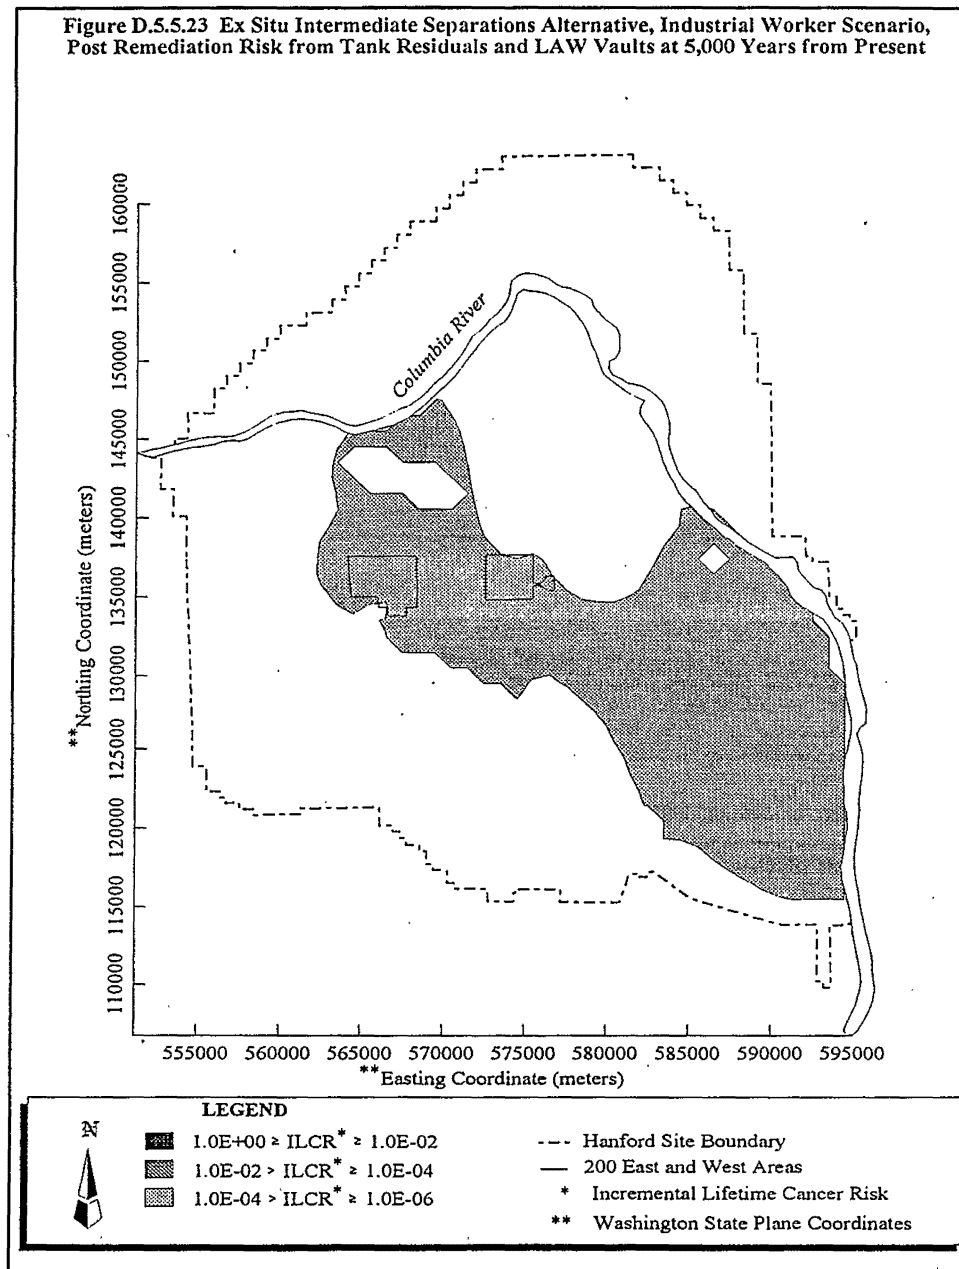 Figure D.5.5.23 Ex Situ Intermediate Separations Alternative, Industrial Worker Scenario,
Post Remediation Risk from Tank Residuals and LAW Vaults at 5,000 Years from Present
160000
155000
150000
145000
140000
135000
130000
125000
120000
115000
110000
**Northing Coordinate (meters)
Columbia River
555000 560000 565000 570000 575000 580000 585000 590000 595000
**Easting Coordinate (meters)
LEGEND
N
1.0E+00 ≥ ILCR* ≥ 1.0E-02
1.0E-02 > ILCR* ≥ 1.0E-04
1.0E-04 > ILCR* ≥ 1.0E-06
Hanford Site Boundary
200 East and West Areas
* Incremental Lifetime Cancer Risk
** Washington State Plane Coordinates